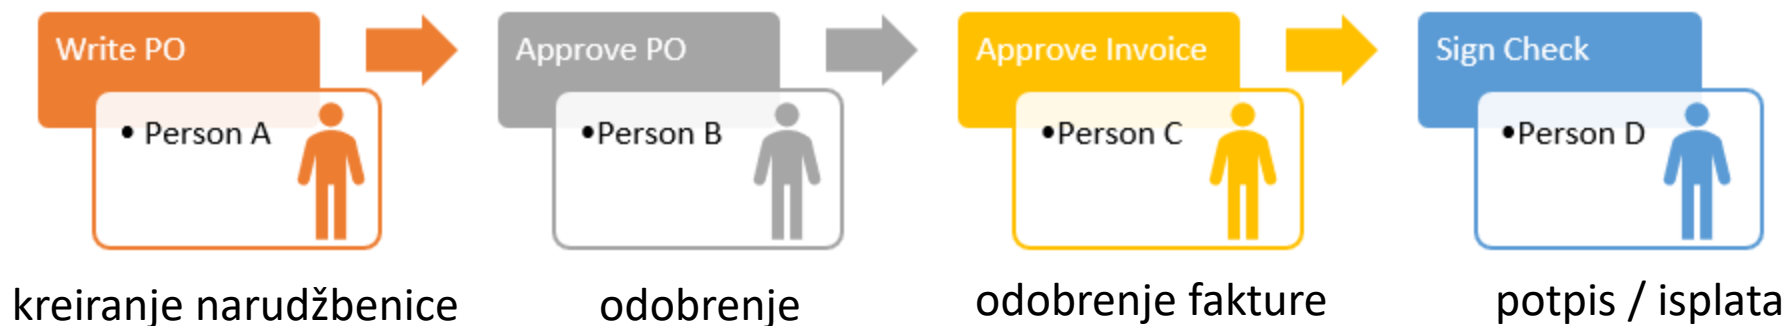 Write PO
• Person A
Approve PO
•Person B
Approve Invoice
•Person C
Sign Check
•Person D
kreiranje narudžbenice
odobrenje
odobrenje fakture
potpis / isplata